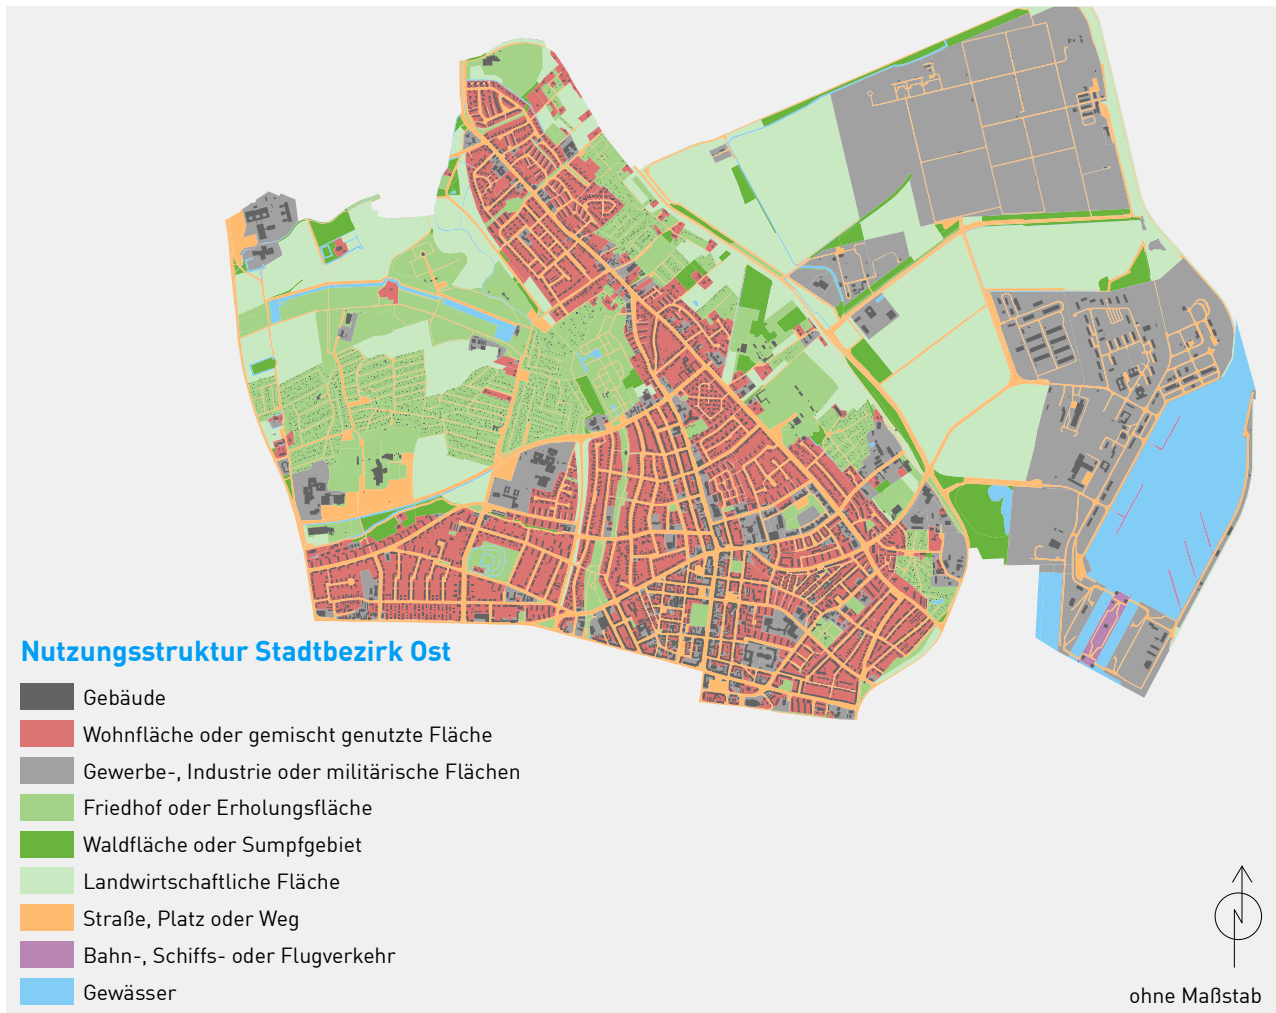 Nutzungsstruktur Stadtbezirk Ost
Gebäude
Wohnfläche oder gemischt genutzte Fläche
Gewerbe-, Industrie oder militärische Flächen
Friedhof oder Erholungsfläche
Waldfläche oder Sumpfgebiet
Landwirtschaftliche Fläche
Straße, Platz oder Weg
Bahn-, Schiffs- oder Flugverkehr
Gewässer
N
ohne Maßstab